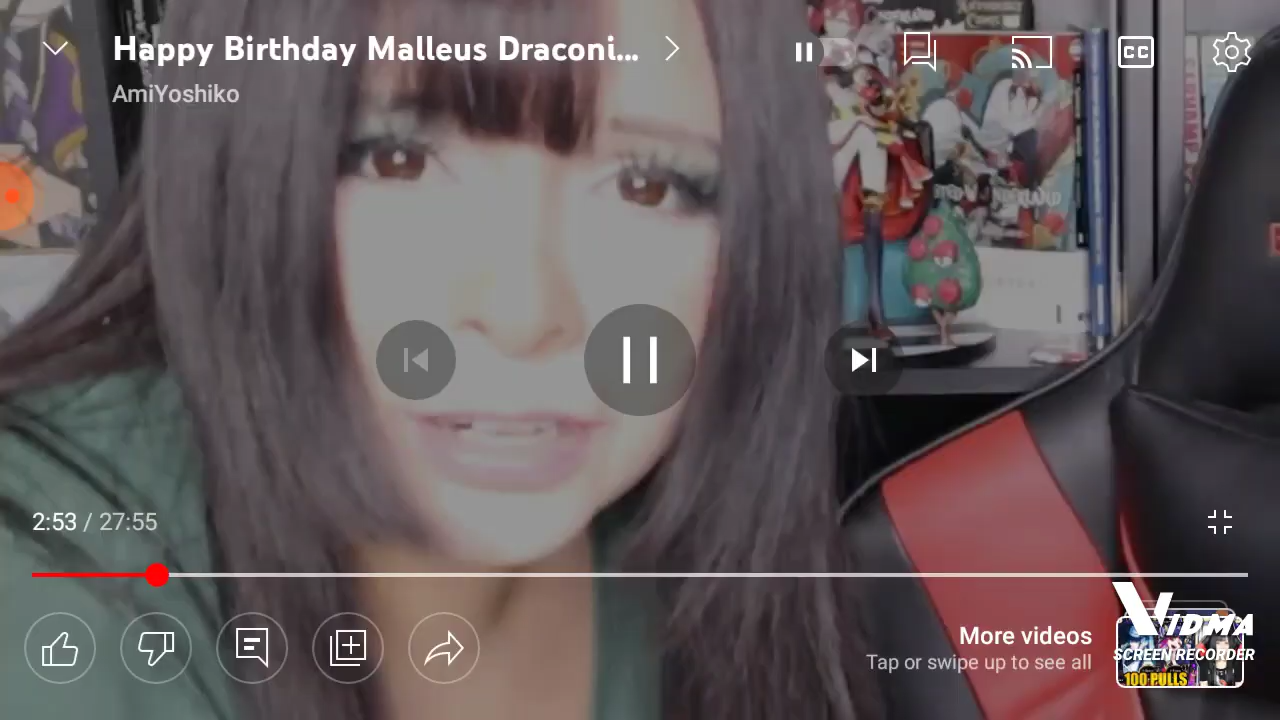 Happy Birthday Malleus Draconi...
AmiYoshiko
CC
2:53 / 27:55
More videos
Tap or swipe up to see all
VIDMA
SCREEN RECORDER
100 PULLS